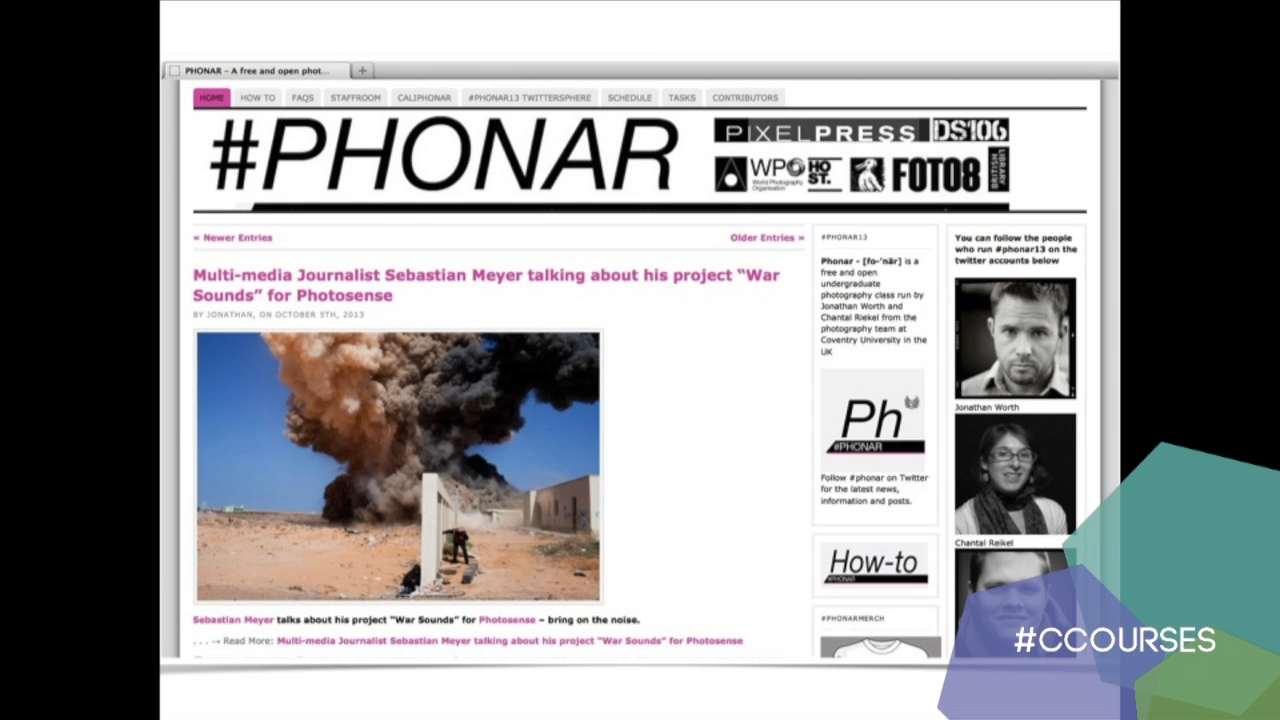 PHONAR - A free and open phot...
HOME HOW TO FAQS STAFFROOM CALIPHONAR #PHONAR13 TWITTERSPHERE SCHEDULE TASKS CONTRIBUTORS
#PHONAR
PIXELPRESS DS106
WPO World Photography Organisation HOST. FOTO8 BRITISH LIBRARY
« Newer Entries
Older Entries »
Multi-media Journalist Sebastian Meyer talking about his project “War
Sounds” for Photosense
BY JONATHAN, ON OCTOBER 5TH, 2013
Sebastian Meyer talks about his project “War Sounds” for Photosense – bring on the noise.
. . . → Read More: Multi-media Journalist Sebastian Meyer talking about his project “War Sounds” for Photosense
#PHONAR13
Phonar - [fo-'när] is a
free and open
undergraduate
photography class run by
Jonathan Worth and
Chantal Riekel from the
photography team at
Coventry University in the
UK
Ph
#PHONAR
Follow #phonar on Twitter
for the latest news,
information and posts.
How-to
#PHONAR
#PHONARMERCH
You can follow the people
who run #phonar13 on the
twitter accounts below
Jonathan Worth
Chantal Reikel
#CCOURSES